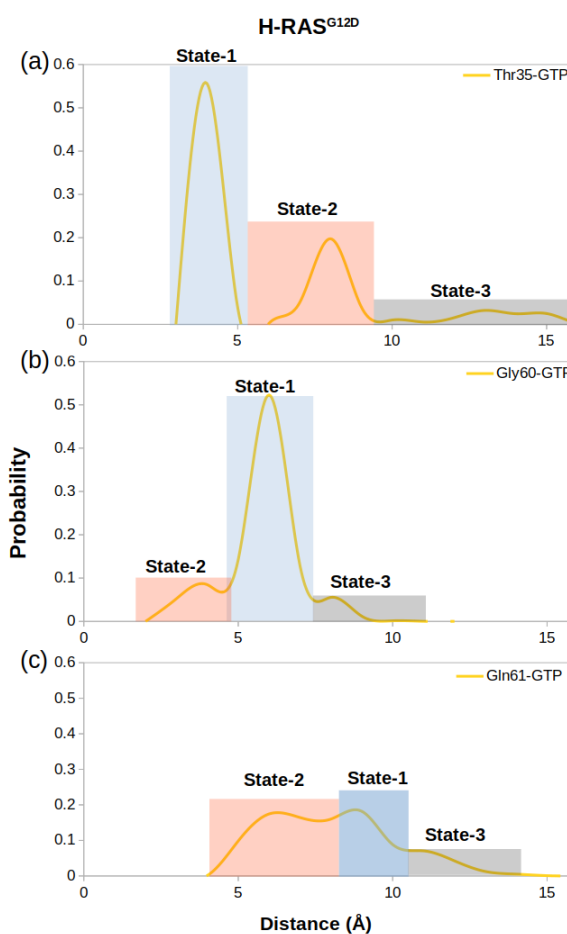 H-RASG12D
(a)
State-1
0.6
Thr35-GTP
0.5
0.4
0.3
State-2
0.2
0.1
State-3
0
0 5 10 15
(b)
0.6
State-1
Gly60-GTP
0.5
0.4
0.3
0.2
State-2
0.1
State-3
0
0 5 10 15
Probability
(c)
0.6
Gln61-GTP
0.5
0.4
0.3
State-2 State-1
0.2
State-3
0.1
0
0 5 10 15
Distance (Å)